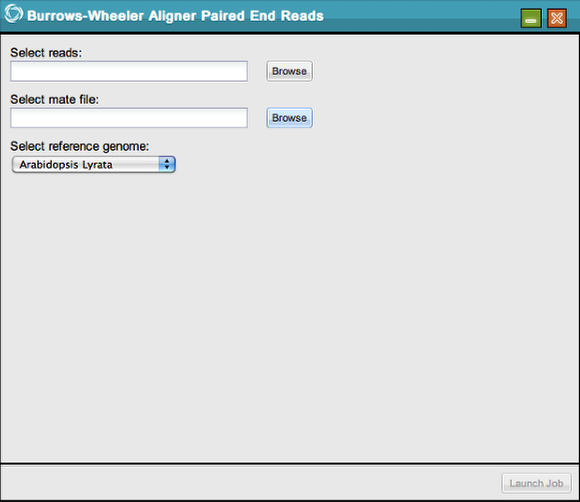 Burrows-Wheeler Aligner Paired End Reads
Select reads:
Browse
Select mate file:
Browse
Select reference genome:
Arabidopsis Lyrata
Launch Job